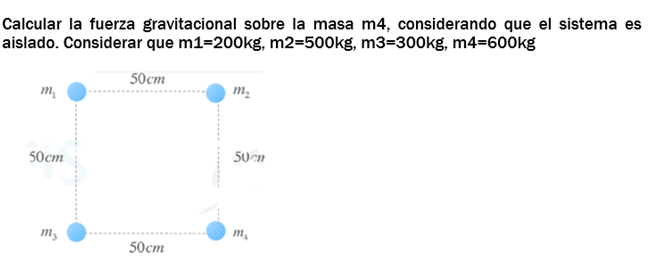 Calcular la fuerza gravitacional sobre la masa m4, considerando que el sistema es
aislado. Considerar que m1=200kg, m2=500kg, m3=300kg, m4=600kg
50cm
m₁ m₂
50cm
m₃ m₄
50cm